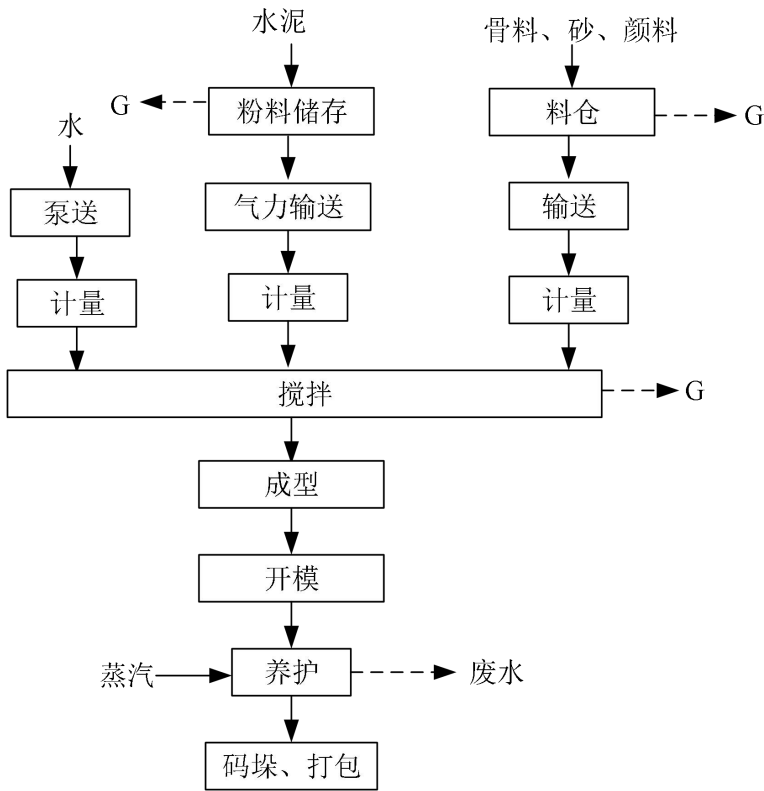 水泥
骨料、砂、颜料
G
粉料储存
料仓
G
水
泵送
气力输送
输送
计量
计量
计量
搅拌
G
成型
开模
蒸汽
养护
废水
码垛、打包